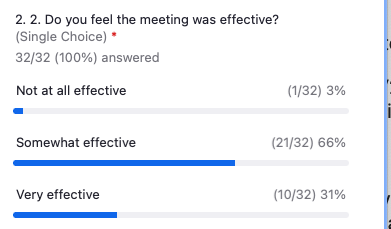 2. 2. Do you feel the meeting was effective?
(Single Choice) *
32/32 (100%) answered
Not at all effective (1/32) 3%
Somewhat effective (21/32) 66%
Very effective (10/32) 31%